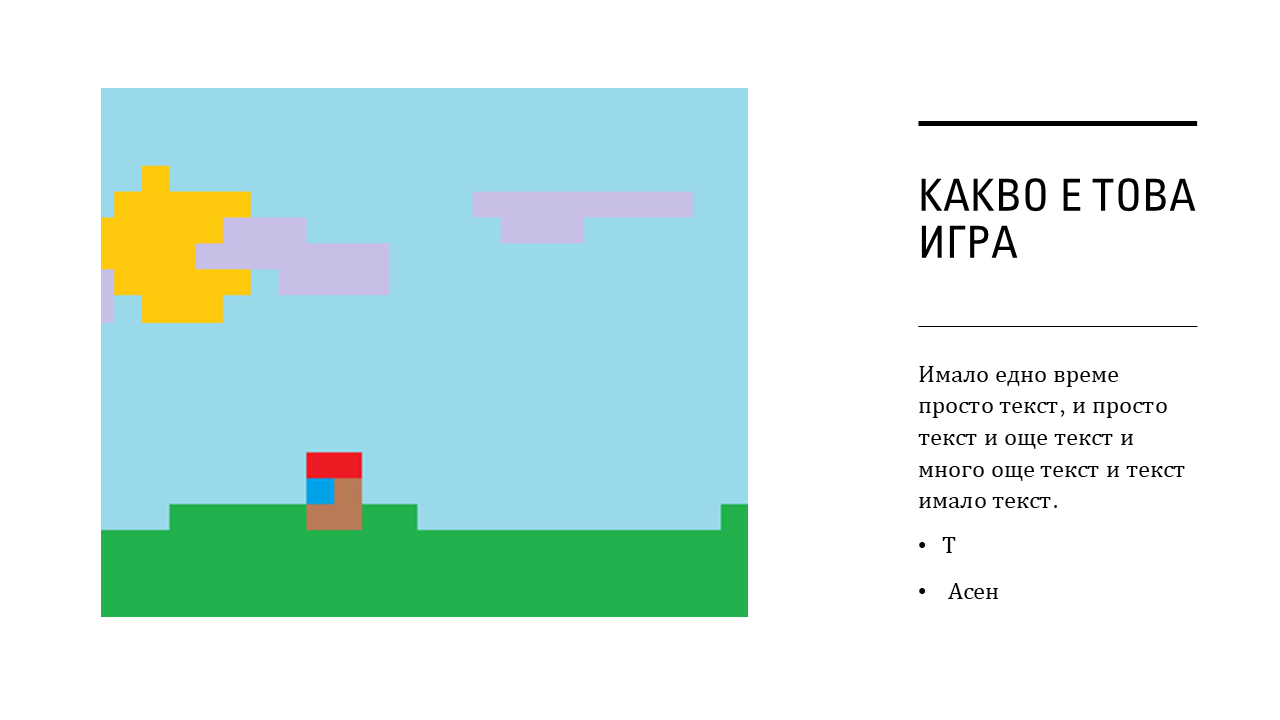 КАКВО Е ТОВА
ИГРА
Имало едно време
просто текст, и просто
текст и още текст и
много още текст и текст
имало текст.
• Т
• Асен